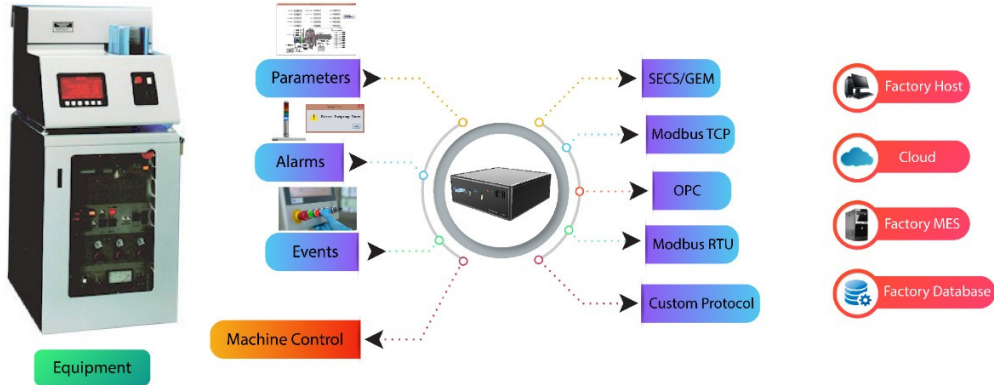 Parameters
Alarms
Events
Machine Control
Equipment
SECS/GEM
Modbus TCP
OPC
Modbus RTU
Custom Protocol
Factory Host
Cloud
Factory MES
Factory Database